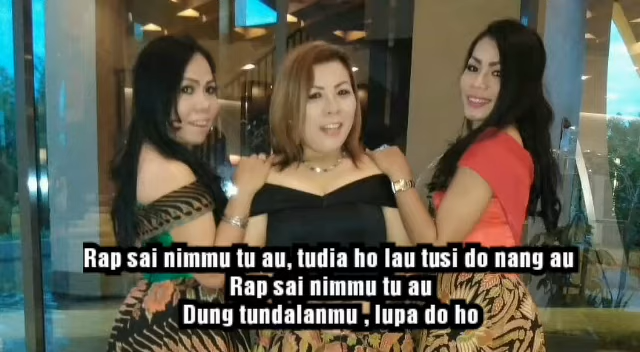 Rap sai nimmu tu au, tudia ho lau tusi do nang au
Rap sai nimmu tu au
Dung tundalanmu , lupa do ho